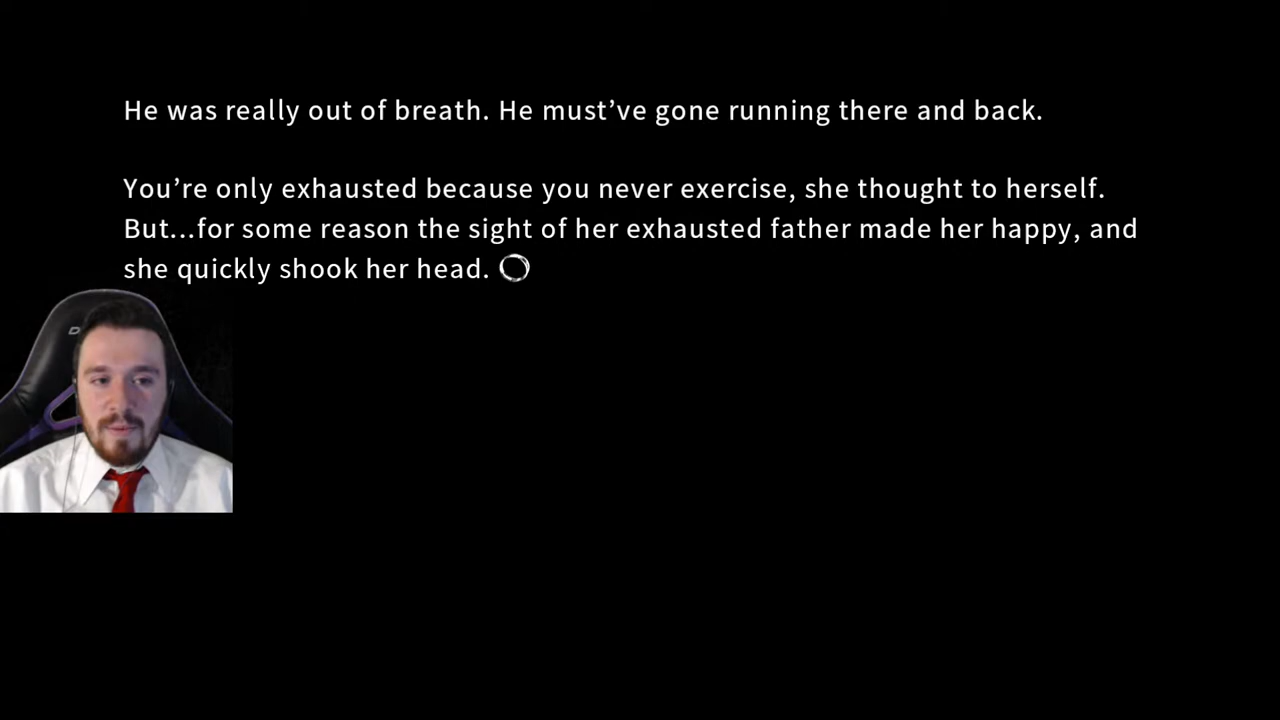 He was really out of breath. He must’ve gone running there and back.
You’re only exhausted because you never exercise, she thought to herself.
But...for some reason the sight of her exhausted father made her happy, and
she quickly shook her head.